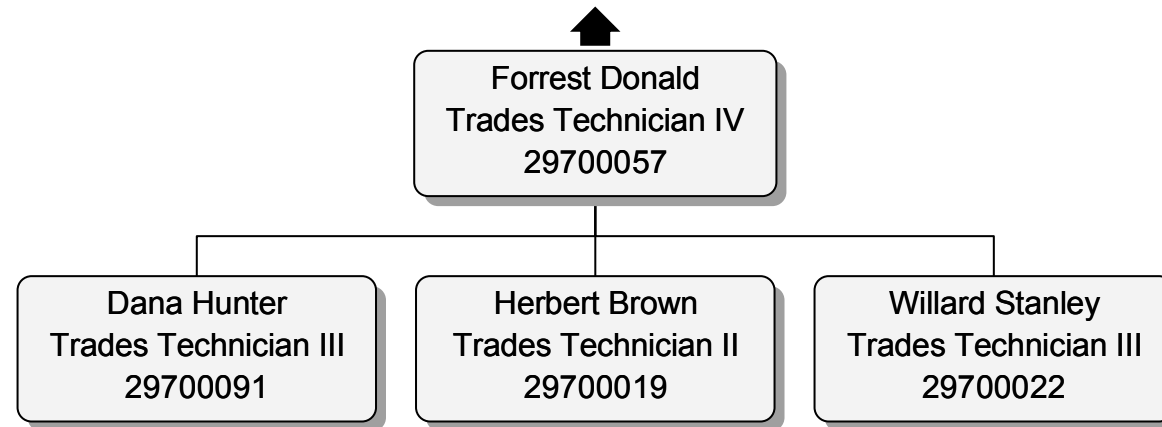 Forrest Donald
Trades Technician IV
29700057
Dana Hunter
Trades Technician III
29700091
Herbert Brown
Trades Technician II
29700019
Willard Stanley
Trades Technician III
29700022